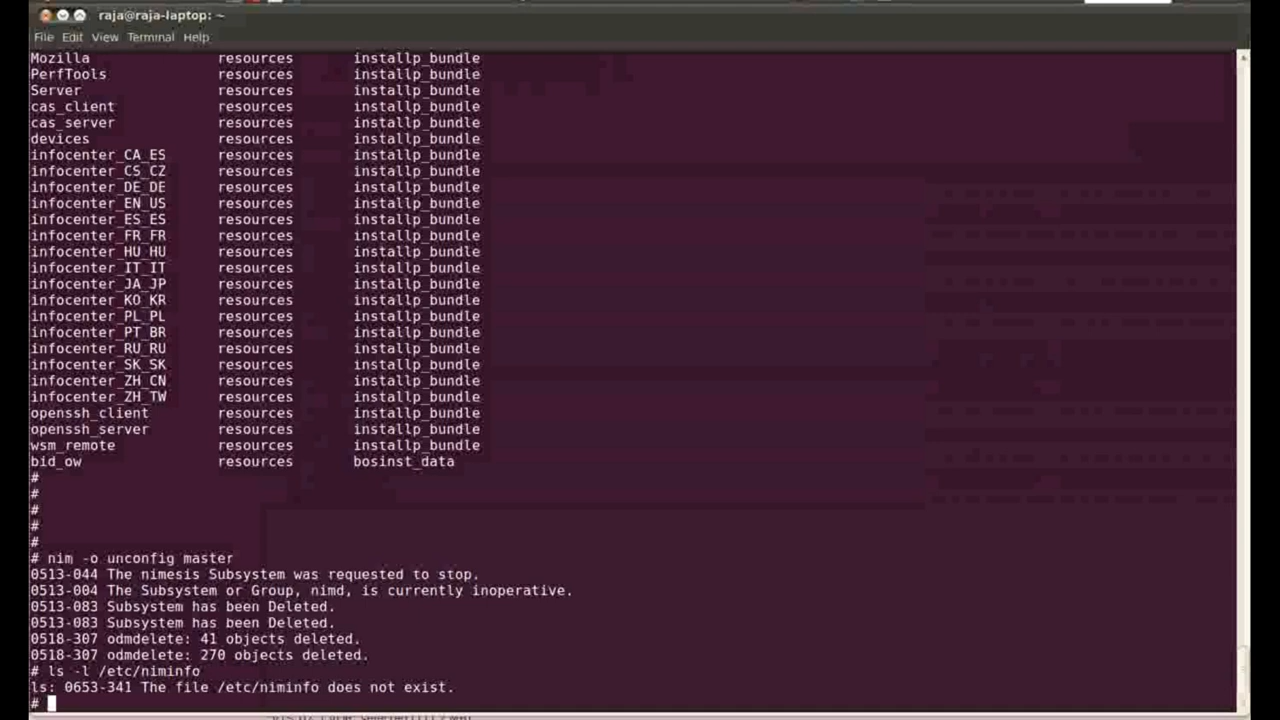 raja@raja-laptop: ~
File Edit View Terminal Help
Mozilla resources installp_bundle
PerfTools resources installp_bundle
Server resources installp_bundle
cas_client resources installp_bundle
cas_server resources installp_bundle
devices resources installp_bundle
infocenter_CA_ES resources installp_bundle
infocenter_CS_CZ resources installp_bundle
infocenter_DE_DE resources installp_bundle
infocenter_EN_US resources installp_bundle
infocenter_ES_ES resources installp_bundle
infocenter_FR_FR resources installp_bundle
infocenter_HU_HU resources installp_bundle
infocenter_IT_IT resources installp_bundle
infocenter_JA_JP resources installp_bundle
infocenter_KO_KR resources installp_bundle
infocenter_PL_PL resources installp_bundle
infocenter_PT_BR resources installp_bundle
infocenter_RU_RU resources installp_bundle
infocenter_SK_SK resources installp_bundle
infocenter_ZH_CN resources installp_bundle
infocenter_ZH_TW resources installp_bundle
openssh_client resources installp_bundle
openssh_server resources installp_bundle
wsm_remote resources installp_bundle
bid_ow resources bosinst_data
#
#
#
#
#
# nim -o unconfig master
0513-044 The nimesis Subsystem was requested to stop.
0513-004 The Subsystem or Group, nimd, is currently inoperative.
0513-083 Subsystem has been Deleted.
0513-083 Subsystem has been Deleted.
0518-307 odmdelete: 41 objects deleted.
0518-307 odmdelete: 270 objects deleted.
# ls -l /etc/niminfo
ls: 0653-341 The file /etc/niminfo does not exist.
#